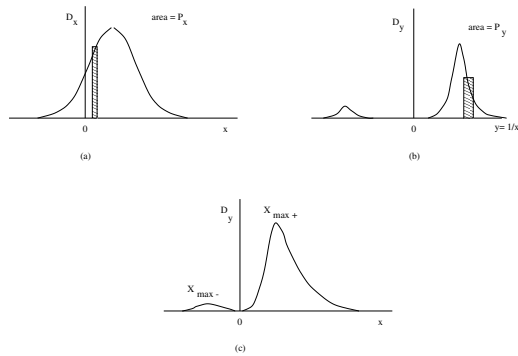 D x
area = P x
0
x
(a)
D y
area = P y
0
y= 1/x
(b)
D y
X max +
X max -
0
x
(c)